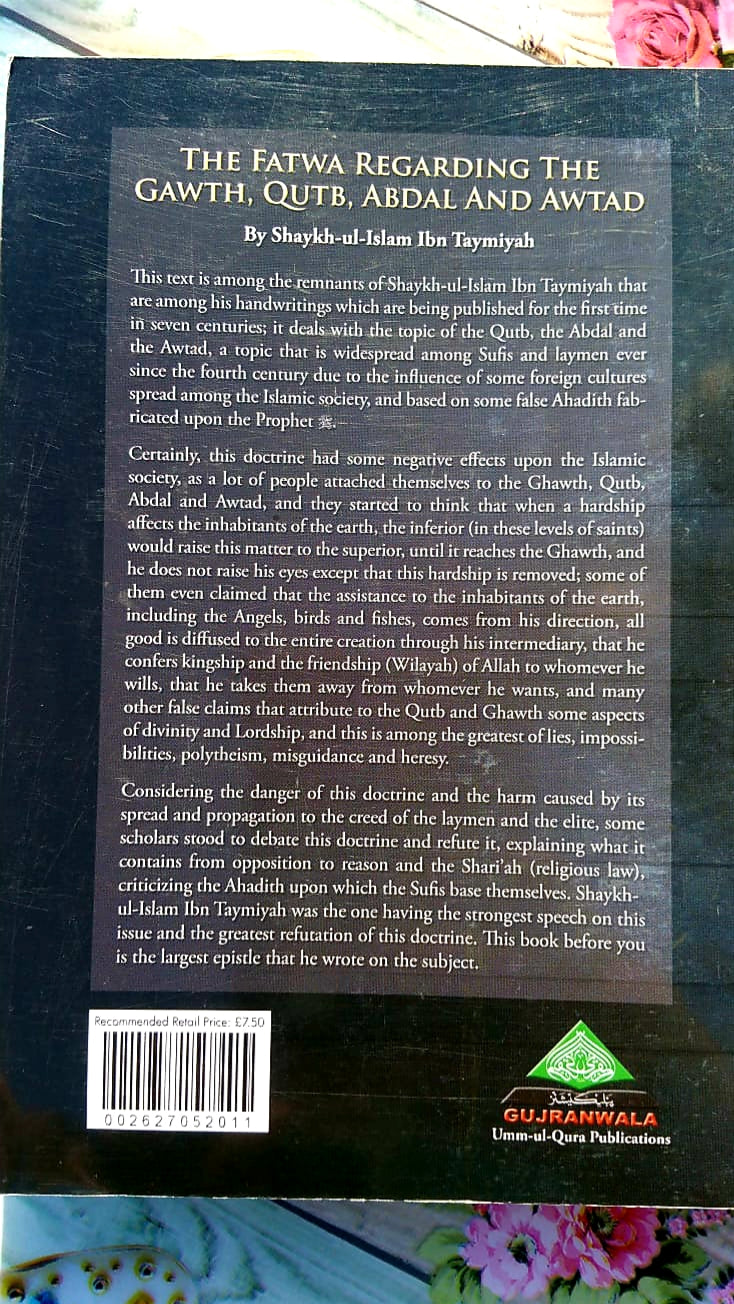 THE FATWA REGARDING THE
GAWTH, QUTB, ABDAL AND AWTAD
By Shaykh-ul-Islam Ibn Taymiyah
This text is among the remnants of Shaykh-ul-Islam Ibn Taymiyah that
are among his handwritings which are being published for the first time
in seven centuries; it deals with the topic of the Qutb, the Abdal and
the Awtad, a topic that is widespread among Sufis and laymen ever
since the fourth century due to the influence of some foreign cultures
spread among the Islamic society, and based on some false Ahadith fab-
ricated upon the Prophet ﷺ.
Certainly, this doctrine had some negative effects upon the Islamic
society, as a lot of people attached themselves to the Ghawth, Qutb,
Abdal and Awtad, and they started to think that when a hardship
affects the inhabitants of the earth, the inferior (in these levels of saints)
would raise this matter to the superior, until it reaches the Ghawth, and
he does not raise his eyes except that this hardship is removed; some of
them even claimed that the assistance to the inhabitants of the earth,
including the Angels, birds and fishes, comes from his direction, all
good is diffused to the entire creation through his intermediary, that he
confers kingship and the friendship (Wilayah) of Allah to whomever he
wills, that he takes them away from whomever he wants, and many
other false claims that attribute to the Qutb and Ghawth some aspects
of divinity and Lordship, and this is among the greatest of lies, impossi-
bilities, polytheism, misguidance and heresy.
Considering the danger of this doctrine and the harm caused by its
spread and propagation to the creed of the laymen and the elite, some
scholars stood to debate this doctrine and refute it, explaining what it
contains from opposition to reason and the Shari'ah (religious law),
criticizing the Ahadith upon which the Sufis base themselves. Shaykh-
ul-Islam Ibn Taymiyah was the one having the strongest speech on this
issue and the greatest refutation of this doctrine. This book before you
is the largest epistle that he wrote on the subject.
Recommended Retail Price: £7.50
002627052011
GUJRANWALA
Umm-ul-Qura Publications